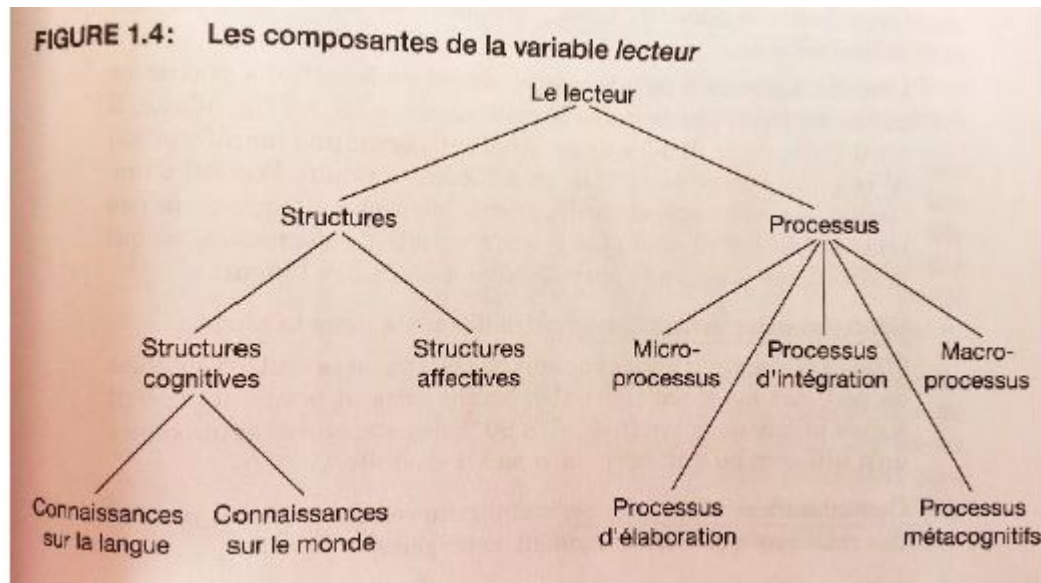 FIGURE 1.4: Les composantes de la variable lecteur
Le lecteur
Structures
Processus
Structures
cognitives
Structures
affectives
Micro-
processus
Processus
d'intégration
Macro-
processus
Connaissances
sur la langue
Connaissances
sur le monde
Processus
d'élaboration
Processus
métacognitifs